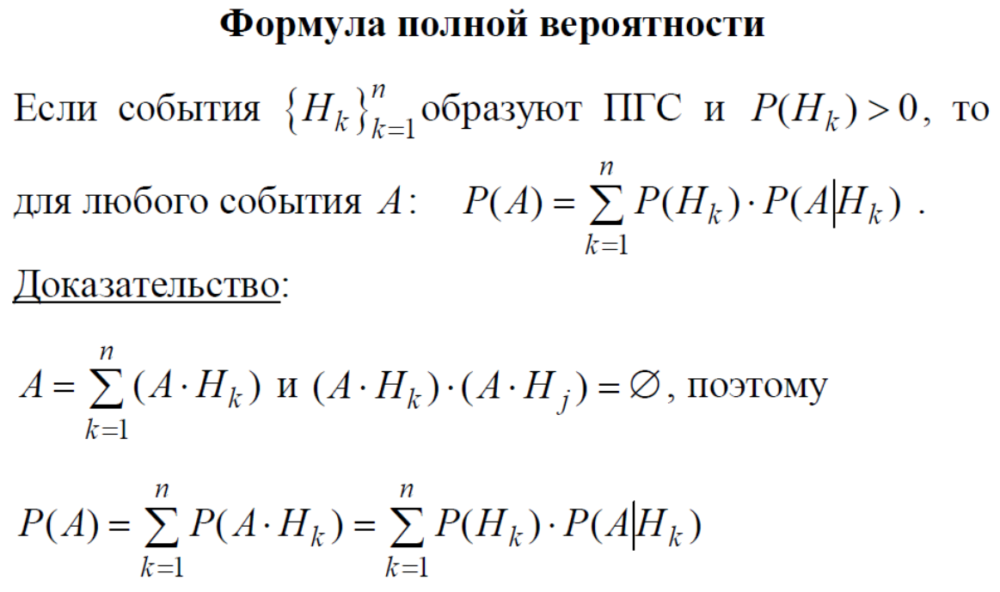 Формула полной вероятности
Если события $\{H_k\}_{k=1}^{n}$ образуют ПГС и $P(H_k) > 0$, то
для любого события $A$: $P(A) = \sum_{k=1}^{n} P(H_k) \cdot P(A|H_k)$ .
Доказательство:
$A = \sum_{k=1}^{n} (A \cdot H_k)$ и $(A \cdot H_k) \cdot (A \cdot H_j) = \varnothing$, поэтому
$P(A) = \sum_{k=1}^{n} P(A \cdot H_k) = \sum_{k=1}^{n} P(H_k) \cdot P(A|H_k)$